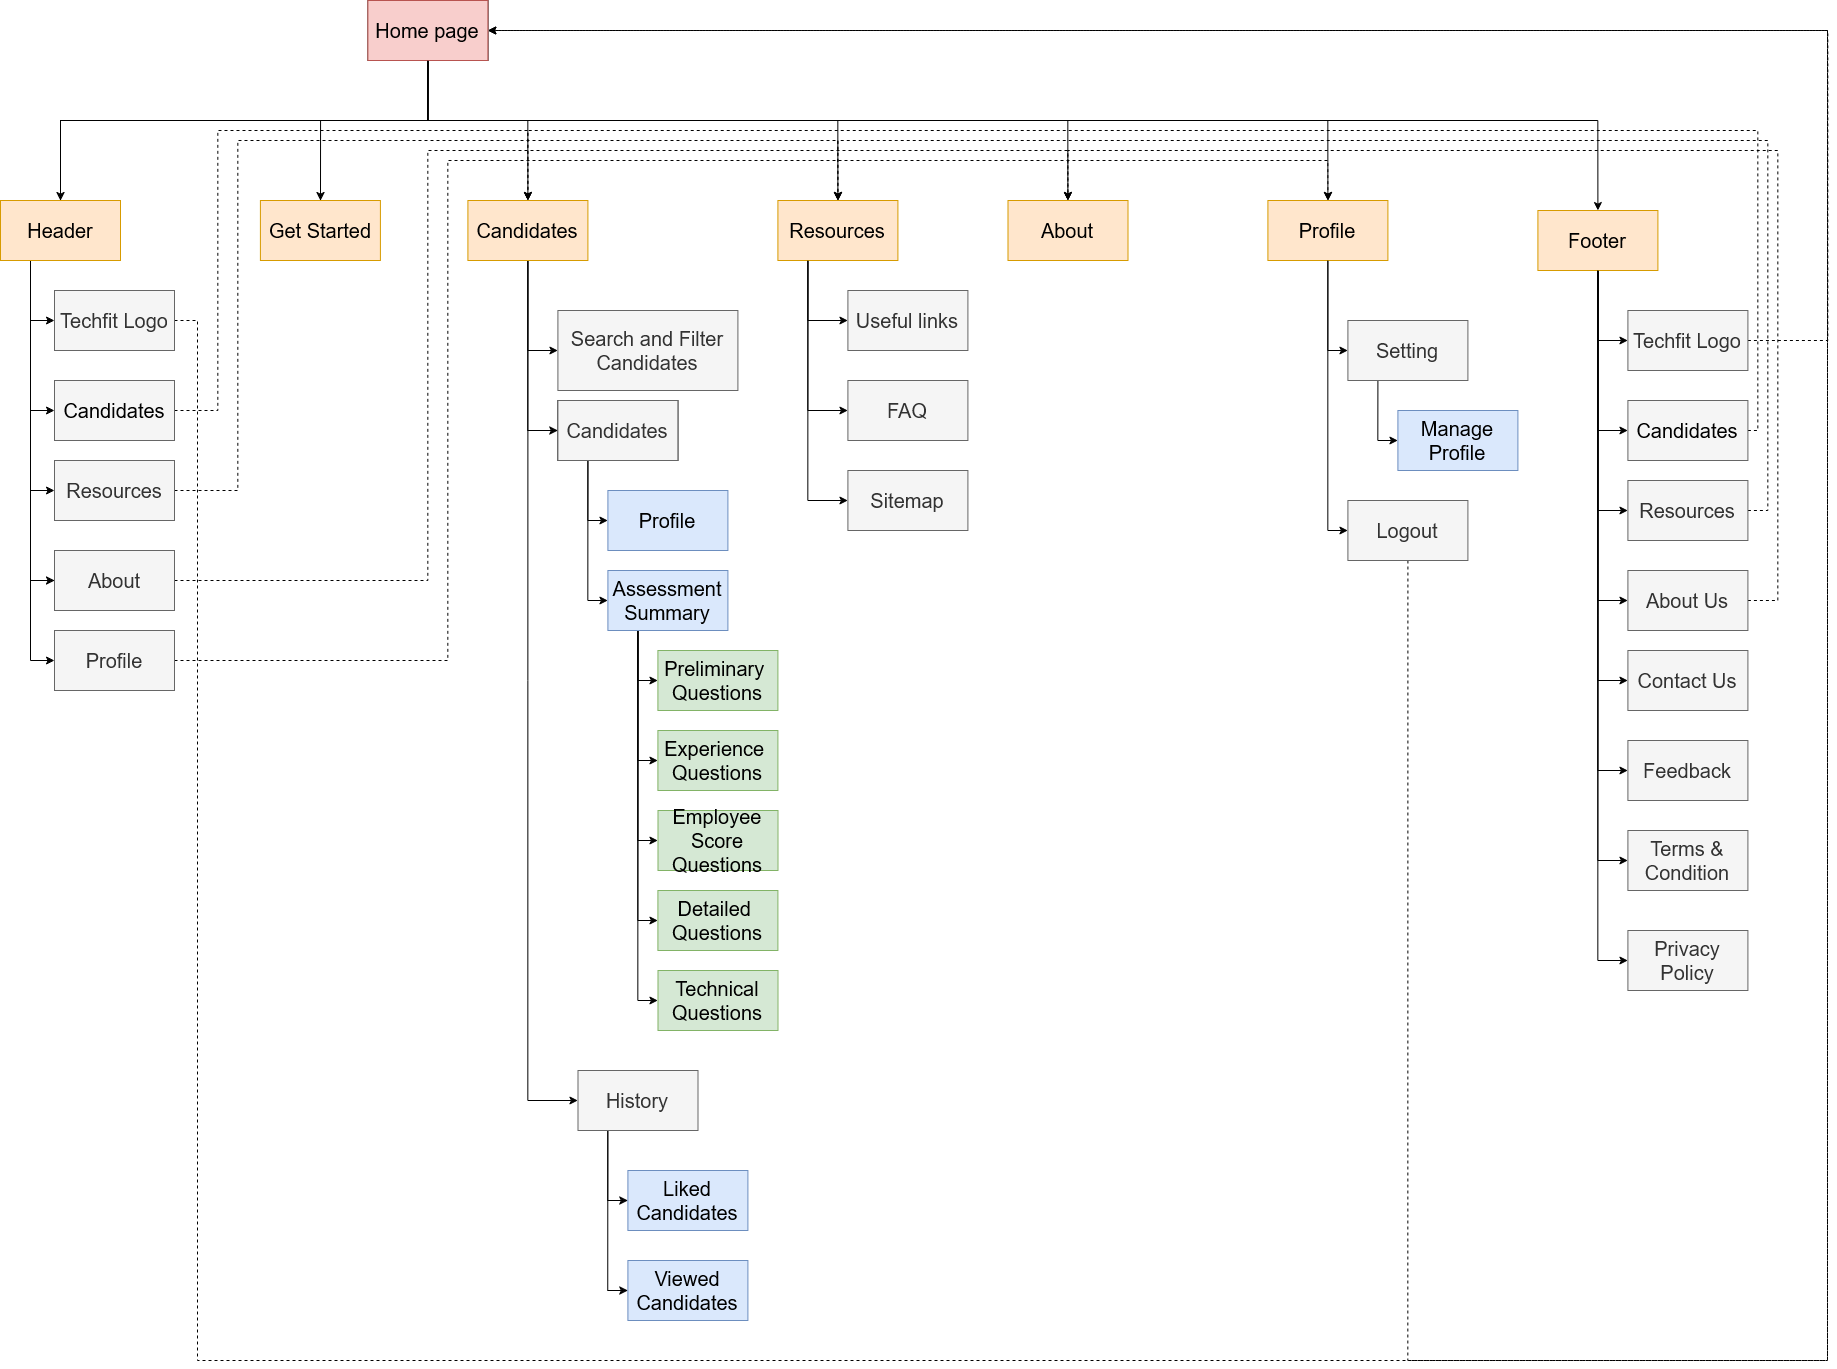 Home page
Header
Get Started
Candidates
Resources
About
Profile
Footer
Techfit Logo
Candidates
Resources
About
Profile
Search and Filter
Candidates
Candidates
Profile
Assessment
Summary
Preliminary
Questions
Experience
Questions
Employee
Score
Questions
Detailed
Questions
Technical
Questions
History
Liked
Candidates
Viewed
Candidates
Useful links
FAQ
Sitemap
Setting
Manage
Profile
Logout
Techfit Logo
Candidates
Resources
About Us
Contact Us
Feedback
Terms &
Condition
Privacy
Policy